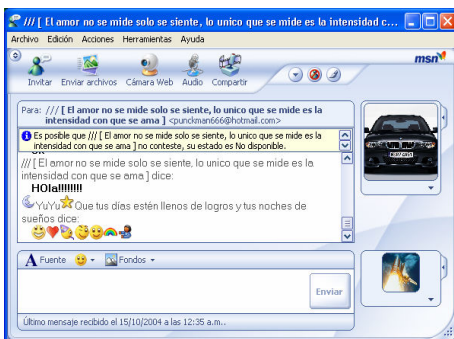 /// [ El amor no se mide solo se siente, lo unico que se mide es la intensidad c...
Archivo Edición Acciones Herramientas Ayuda
msn
Invitar Enviar archivos Cámara Web Audio Compartir
Para: /// [ El amor no se mide solo se siente, lo unico que se mide es la
intensidad con que se ama ] <punckman666@hotmail.com>
Es posible que /// [ El amor no se mide solo se siente, lo unico que se mide es la
intensidad con que se ama ] no conteste, su estado es No disponible.
/// [ El amor no se mide solo se siente, lo unico que se mide es la
intensidad con que se ama ] dice:
HOla!!!!!!!!
YuYu Que tus días estén llenos de logros y tus noches de
sueños dice:
A Fuente Fondos
Enviar
Último mensaje recibido el 15/10/2004 a las 12:35 a.m..